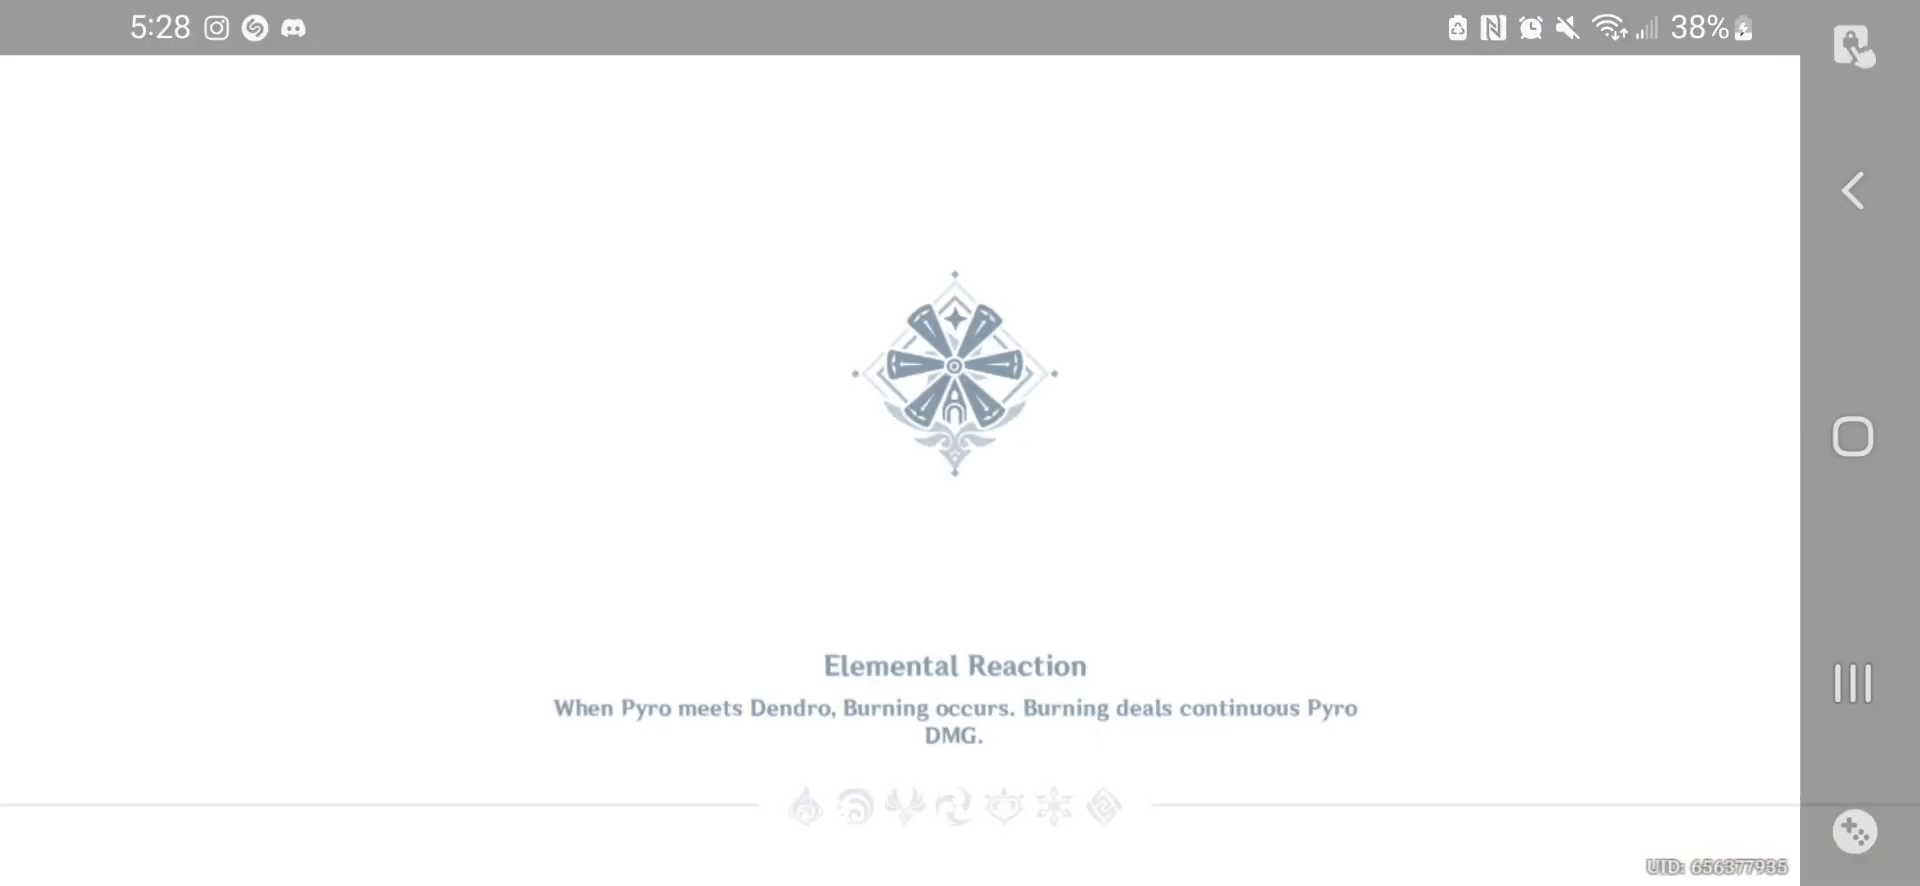 5:28
38%
Elemental Reaction
When Pyro meets Dendro, Burning occurs. Burning deals continuous Pyro
DMG.
UID: 656377935